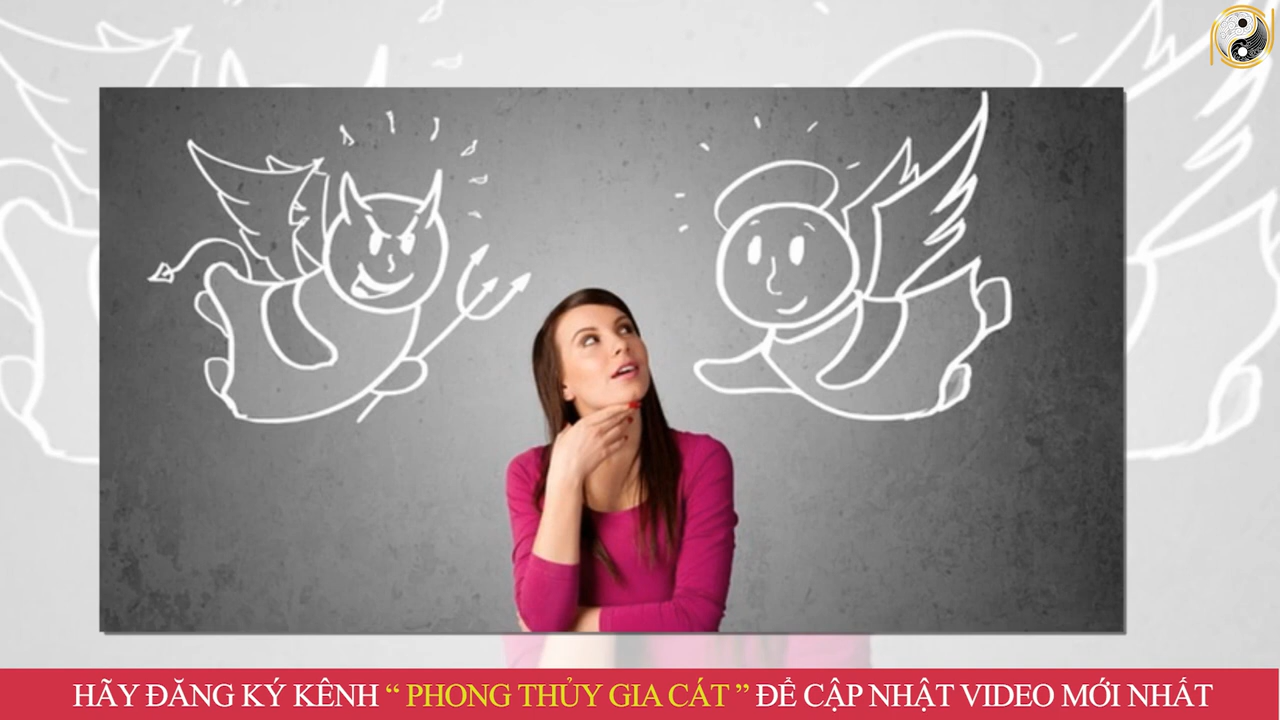 HÃY ĐĂNG KÝ KÊNH “ PHONG THỦY GIA CÁT ” ĐỂ CẬP NHẬT VIDEO MỚI NHẤT